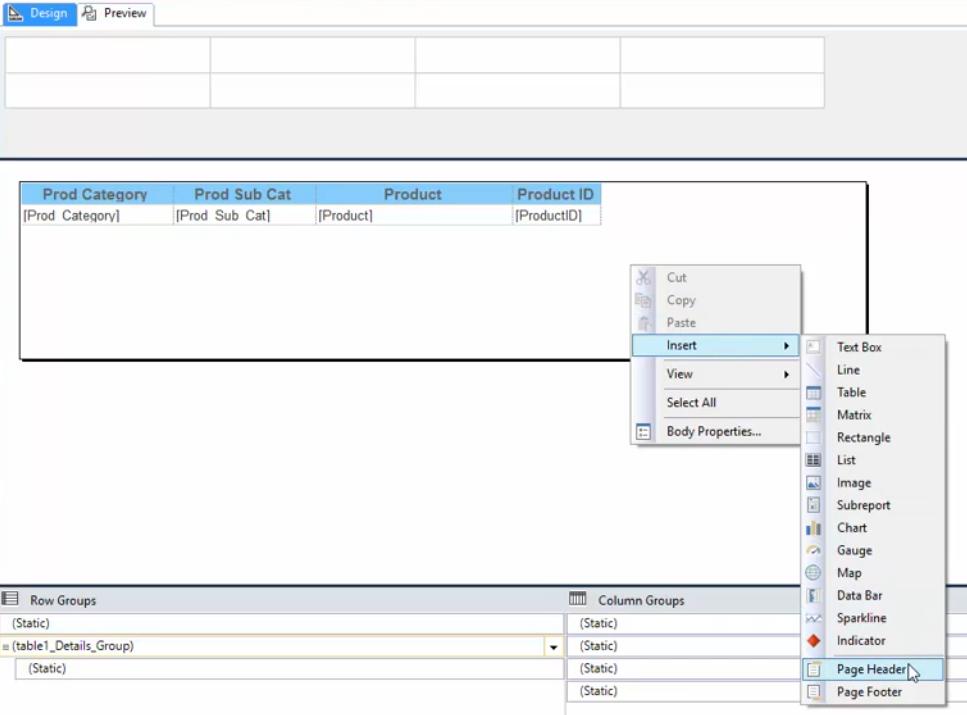 Design Preview
Prod Category Prod Sub Cat Product Product ID
[Prod_Category] [Prod_Sub_Cat] [Product] [ProductID]
Cut
Copy
Paste
Insert
View
Select All
Body Properties...
Text Box
Line
Table
Matrix
Rectangle
List
Image
Subreport
Chart
Gauge
Map
Data Bar
Sparkline
Indicator
Page Header
Page Footer
Row Groups
(Static)
(table1_Details_Group)
(Static)
Column Groups
(Static)
(Static)
(Static)
(Static)